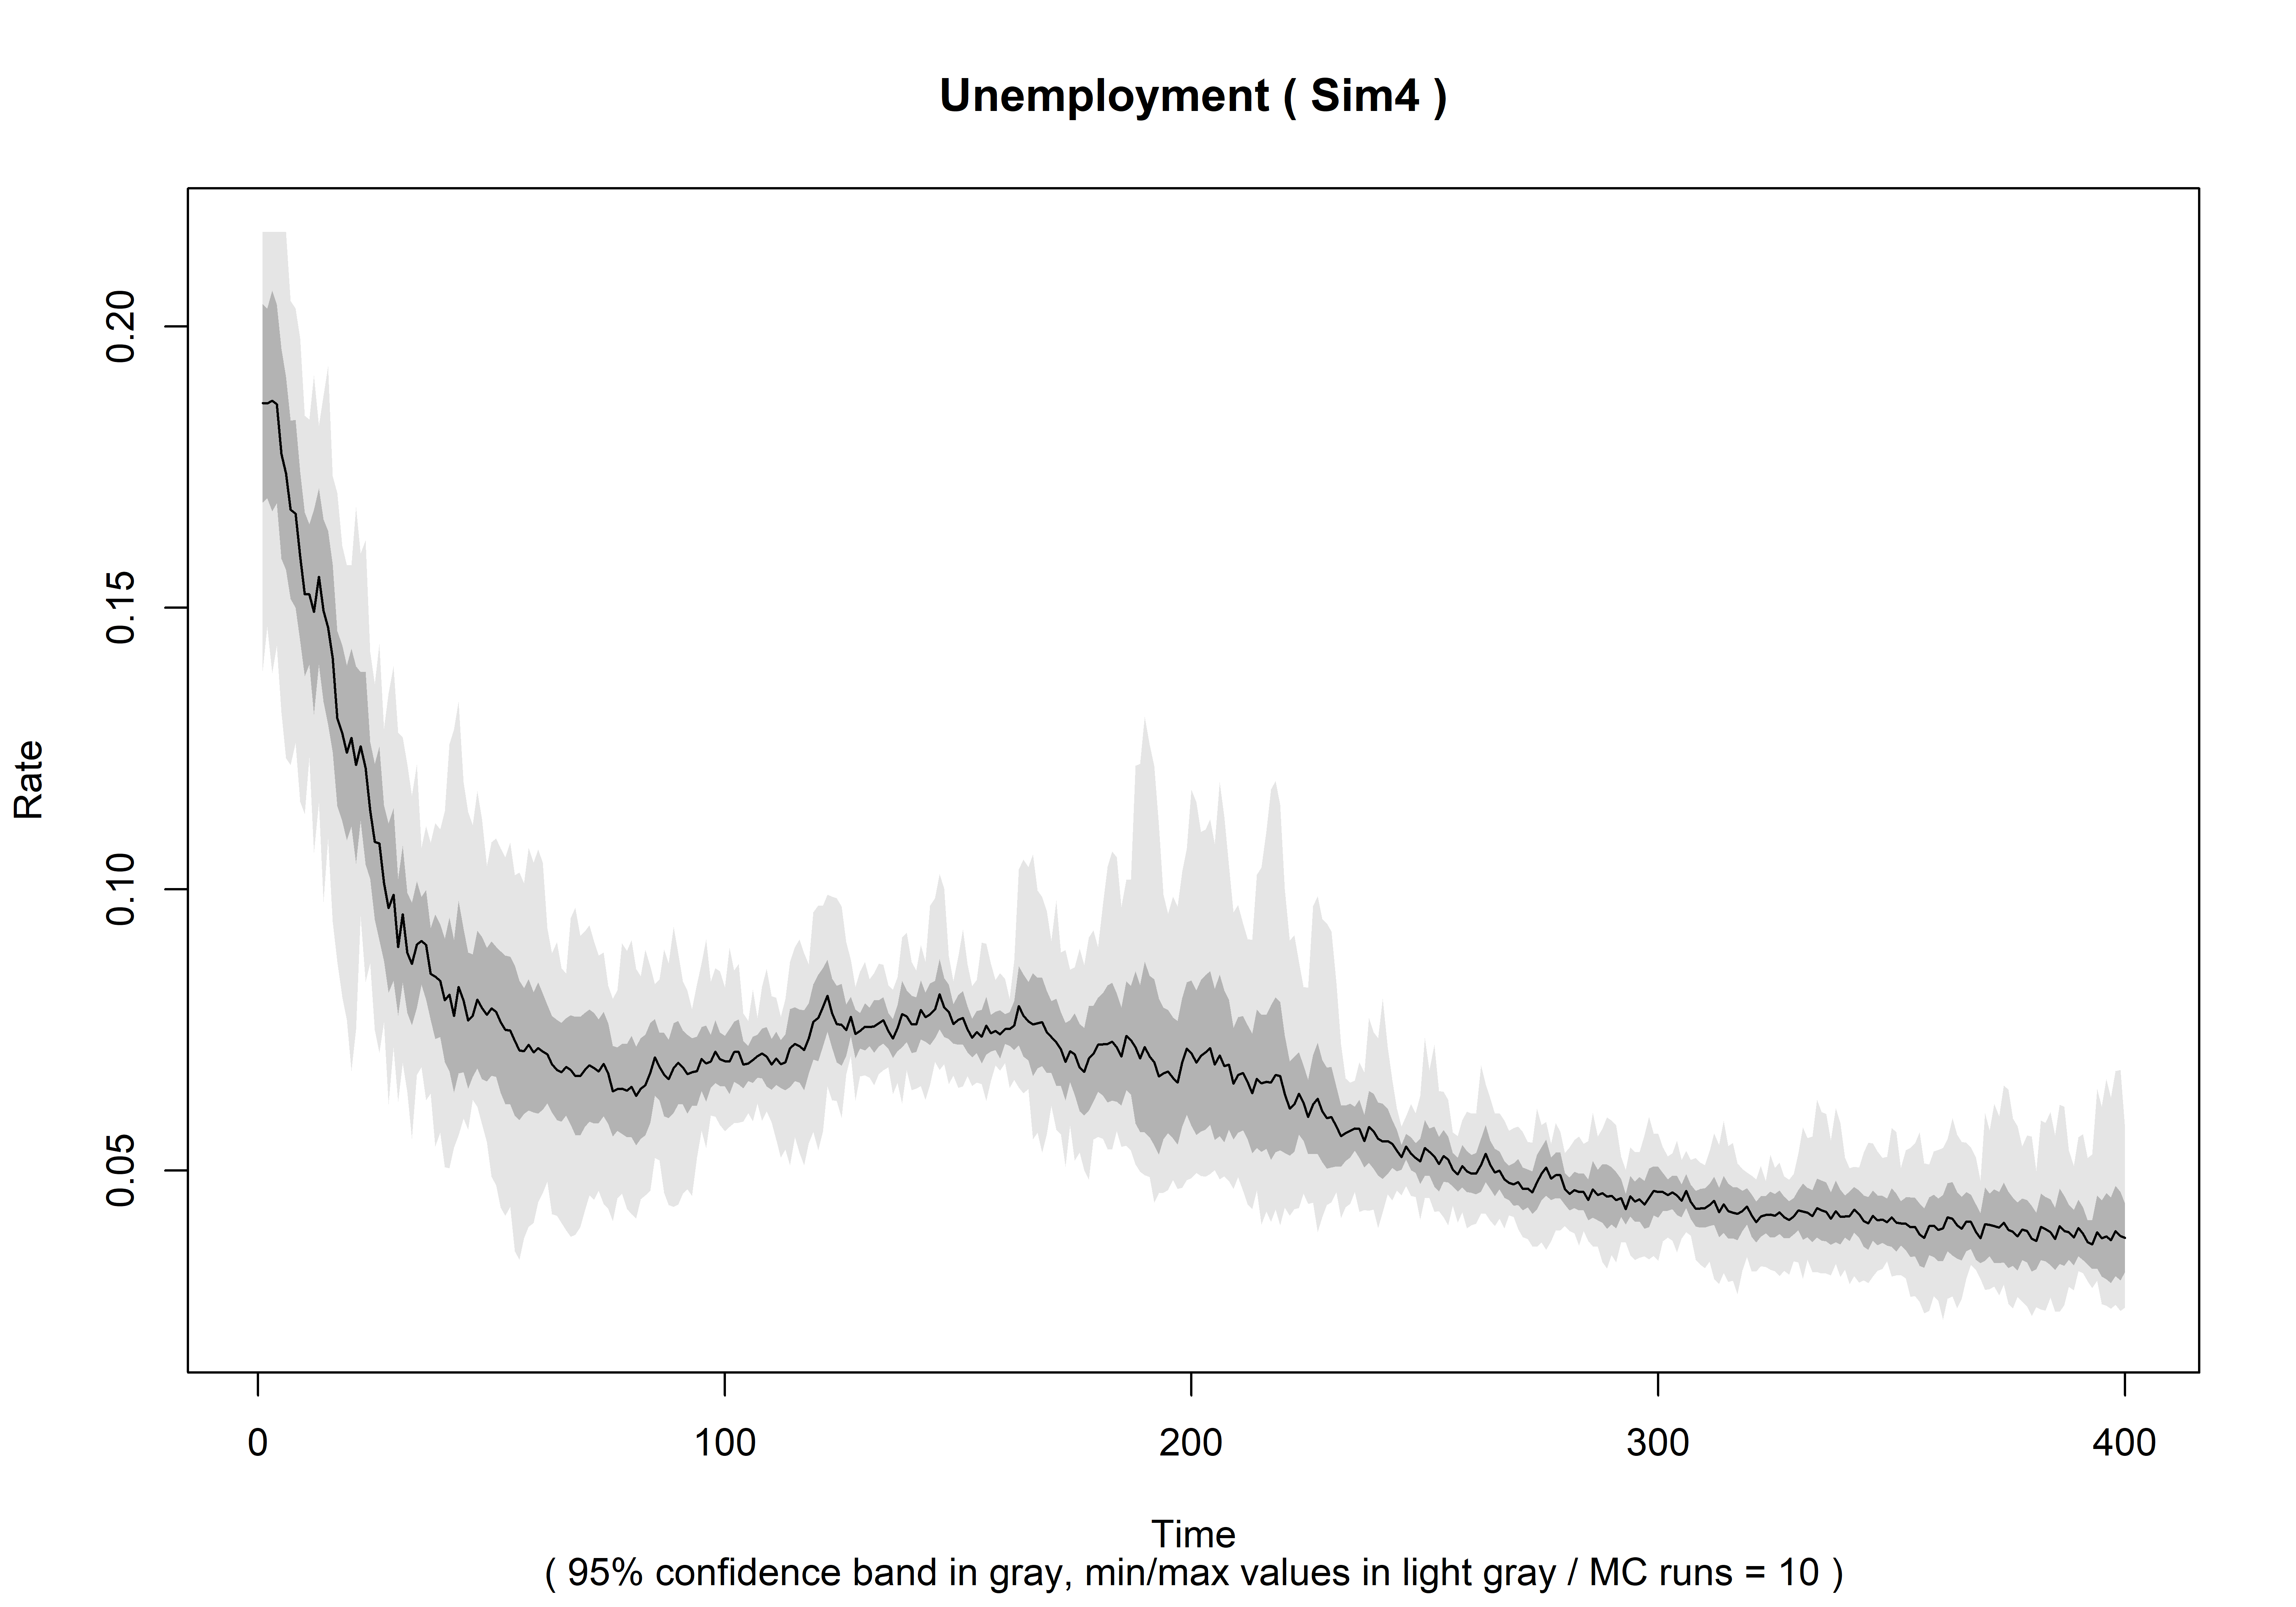 Unemployment ( Sim4 )
Rate
0.20
0.15
0.10
0.05
0 100 200 300 400
Time
( 95% confidence band in gray, min/max values in light gray / MC runs = 10 )